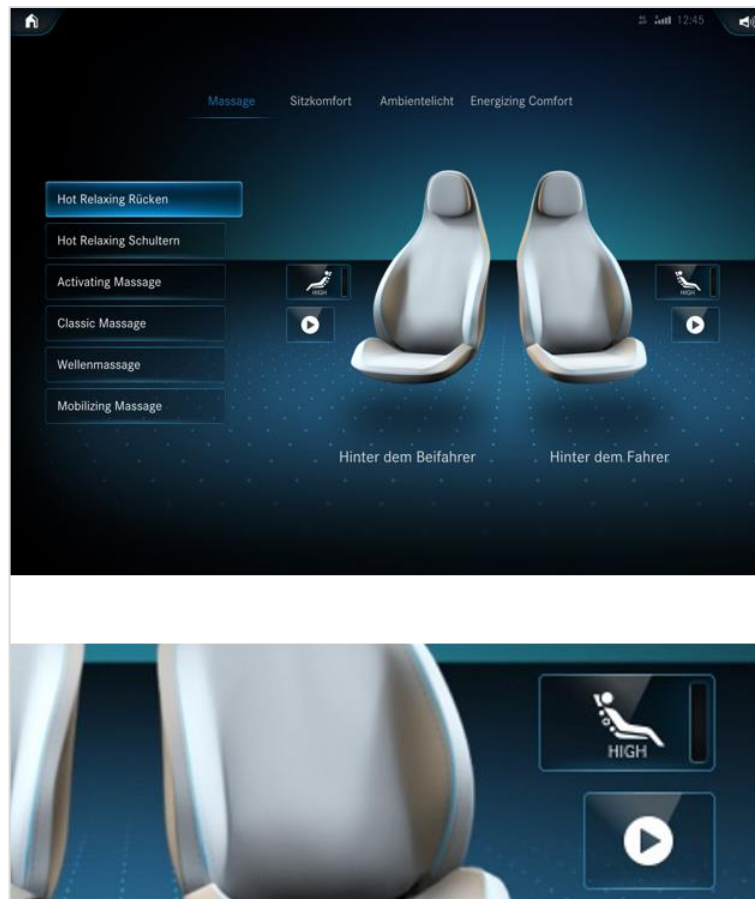 12:45
Massage Sitzkomfort Ambientelicht Energizing Comfort
Hot Relaxing Rücken
Hot Relaxing Schultern
Activating Massage
Classic Massage
Wellenmassage
Mobilizing Massage
HIGH HIGH
Hinter dem Beifahrer Hinter dem Fahrer
HIGH